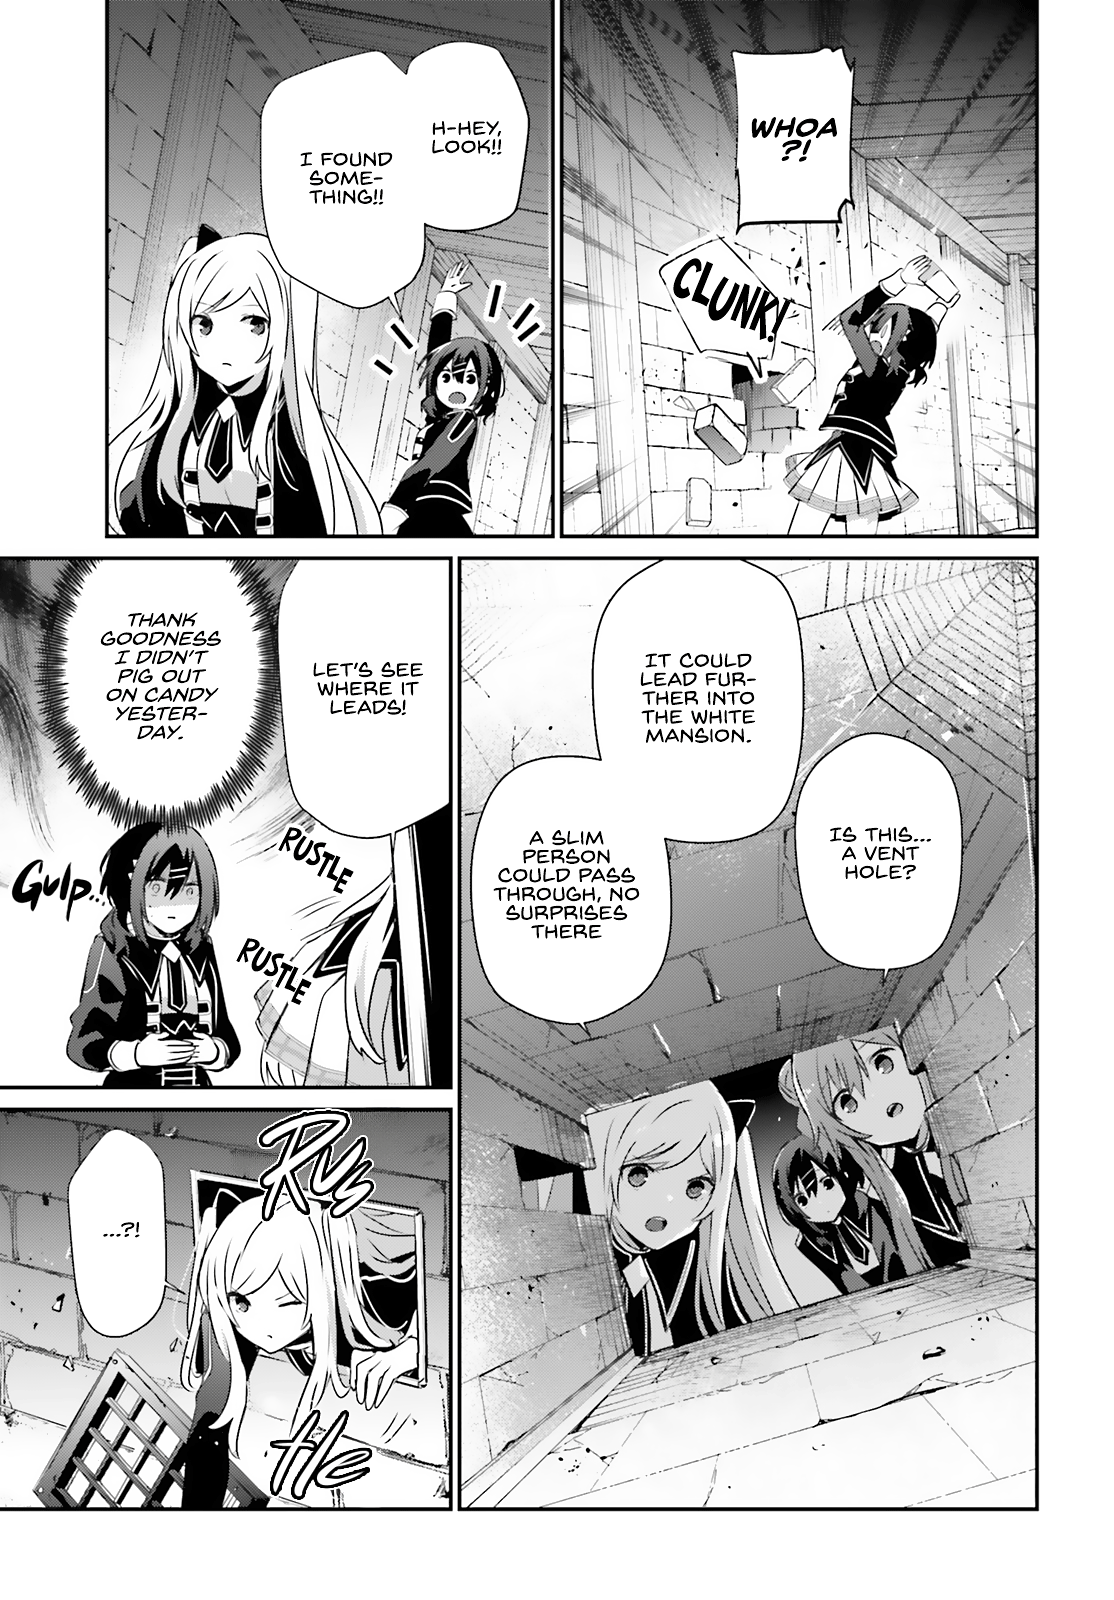 WHOA
?!
CLUNK!
H-HEY,
LOOK!!
I FOUND
SOME-
THING!!
IS THIS...
A VENT
HOLE?
IT COULD
LEAD FUR-
THER INTO
THE WHITE
MANSION.
A SLIM
PERSON
COULD PASS
THROUGH, NO
SURPRISES
THERE
LET'S SEE
WHERE IT
LEADS!
RUSTLE
RUSTLE
THANK
GOODNESS
I DIDN'T
PIG OUT
ON CANDY
YESTER-
DAY.
Gulp...
Rus
tle
...?!